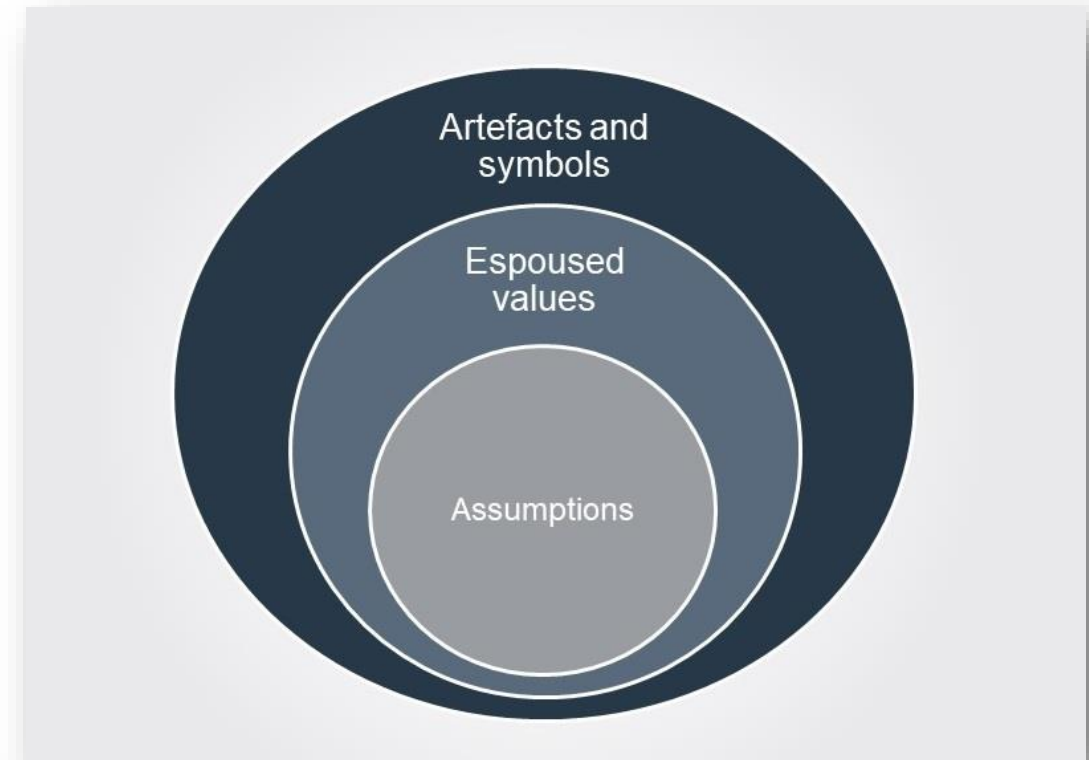 Artefacts and
symbols
Espoused
values
Assumptions